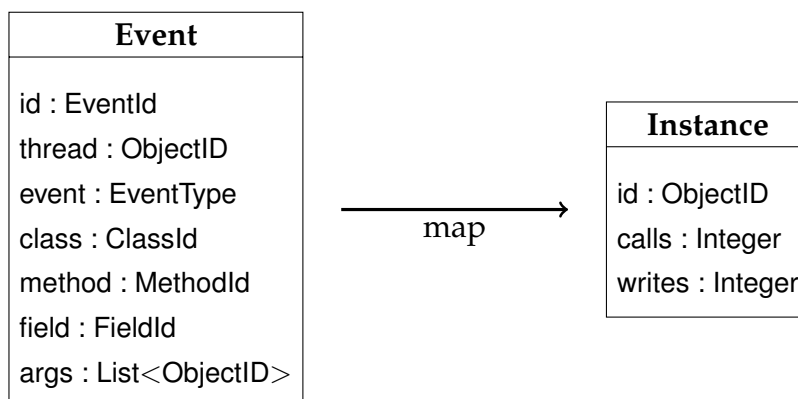 Event
id : EventId
thread : ObjectID
event : EventType
class : ClassId
method : MethodId
field : FieldId
args : List<ObjectID>
map
Instance
id : ObjectID
calls : Integer
writes : Integer